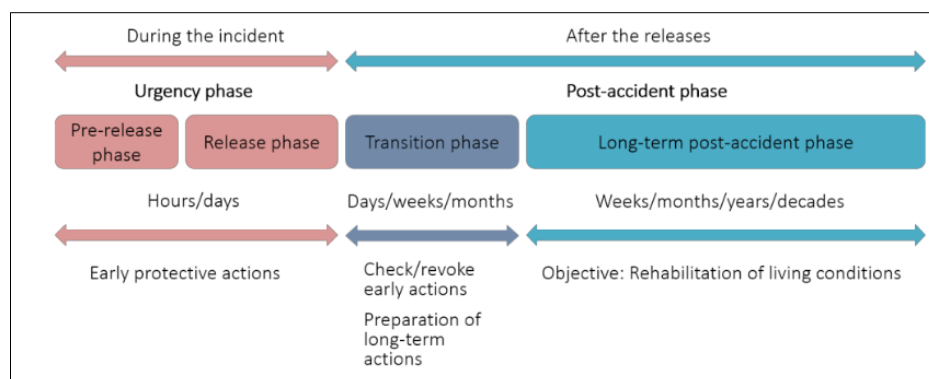 During the incident
After the releases
Urgency phase
Post-accident phase
Pre-release
phase
Release phase
Transition phase
Long-term post-accident phase
Hours/days
Days/weeks/months
Weeks/months/years/decades
Early protective actions
Check/revoke
early actions
Preparation of
long-term
actions
Objective: Rehabilitation of living conditions